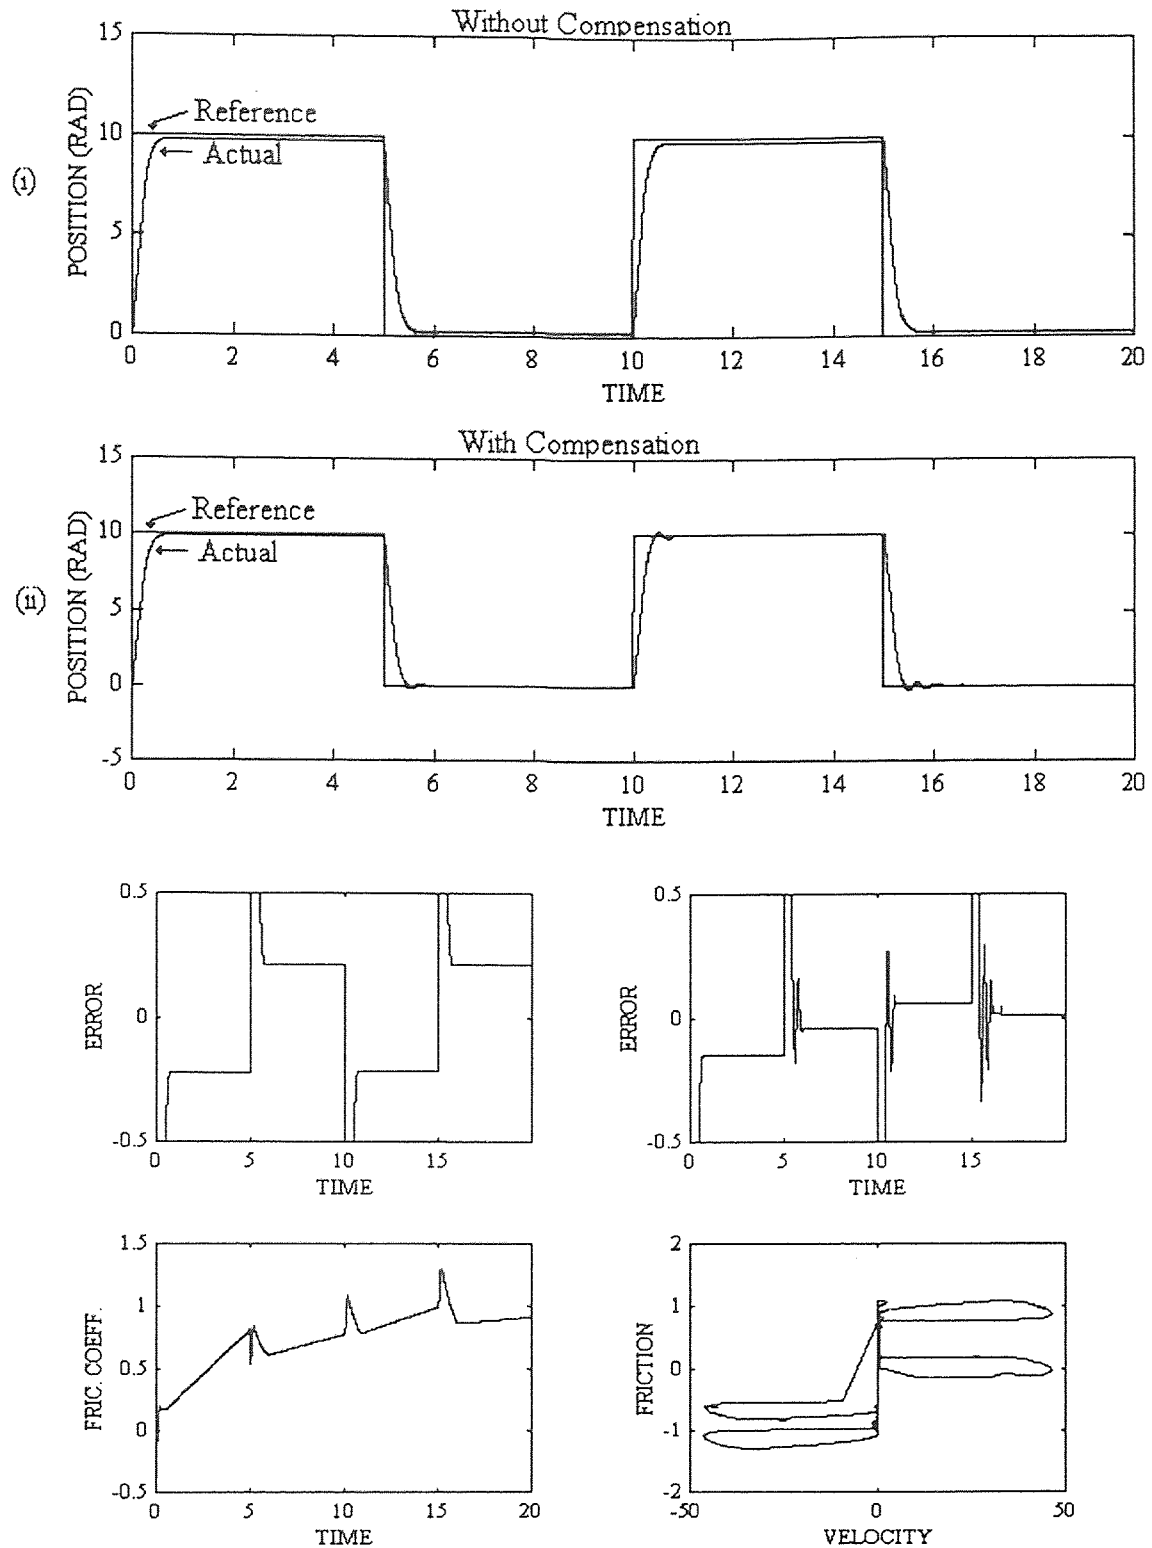 Without Compensation
15
Reference
10
Actual
(i)
POSITION (RAD)
5
0
0 2 4 6 8 10 12 14 16 18 20
TIME
With Compensation
15
Reference
10
Actual
(ii)
POSITION (RAD)
5
0
-5
0 2 4 6 8 10 12 14 16 18 20
TIME
0.5
ERROR
0
-0.5
0 5 10 15
TIME
0.5
ERROR
0
-0.5
0 5 10 15
TIME
1.5
1
FRIC. COEFF.
0.5
0
-0.5
0 5 10 15 20
TIME
2
1
FRICTION
0
-1
-2
-50 0 50
VELOCITY